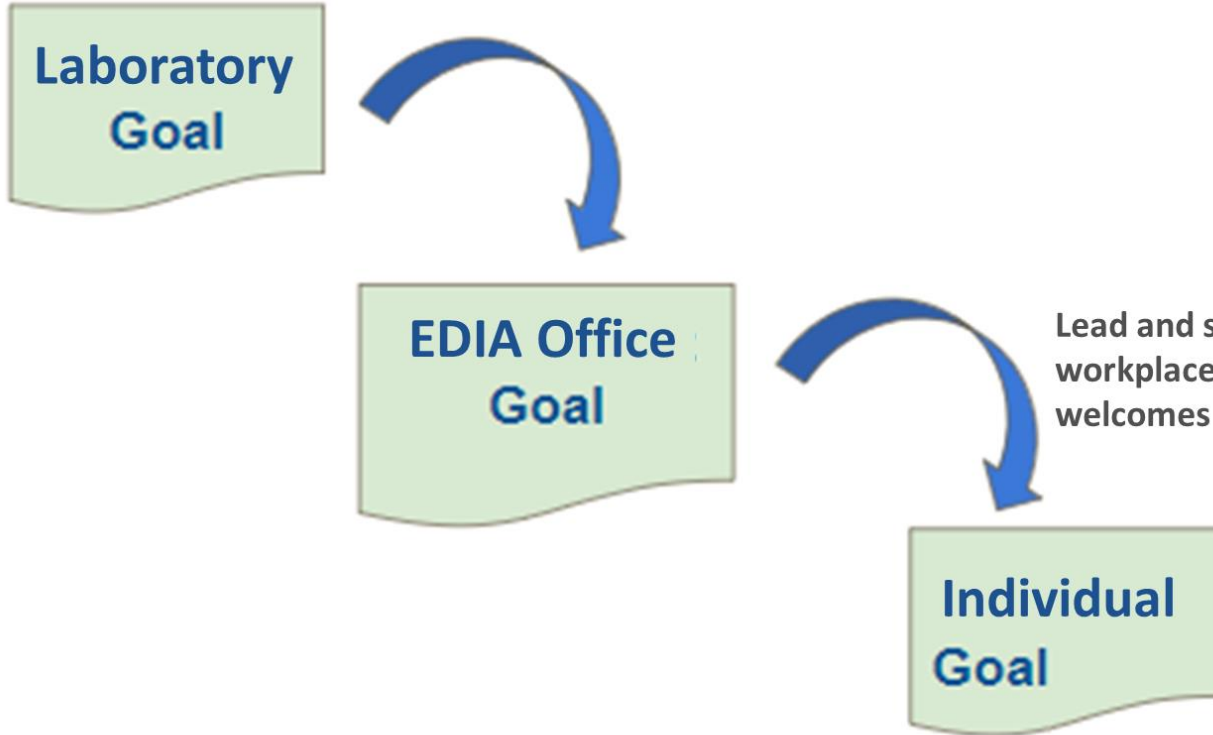 Laboratory
Goal
EDIA Office
Goal
Lead and s
workplace
welcomes
Individual
Goal